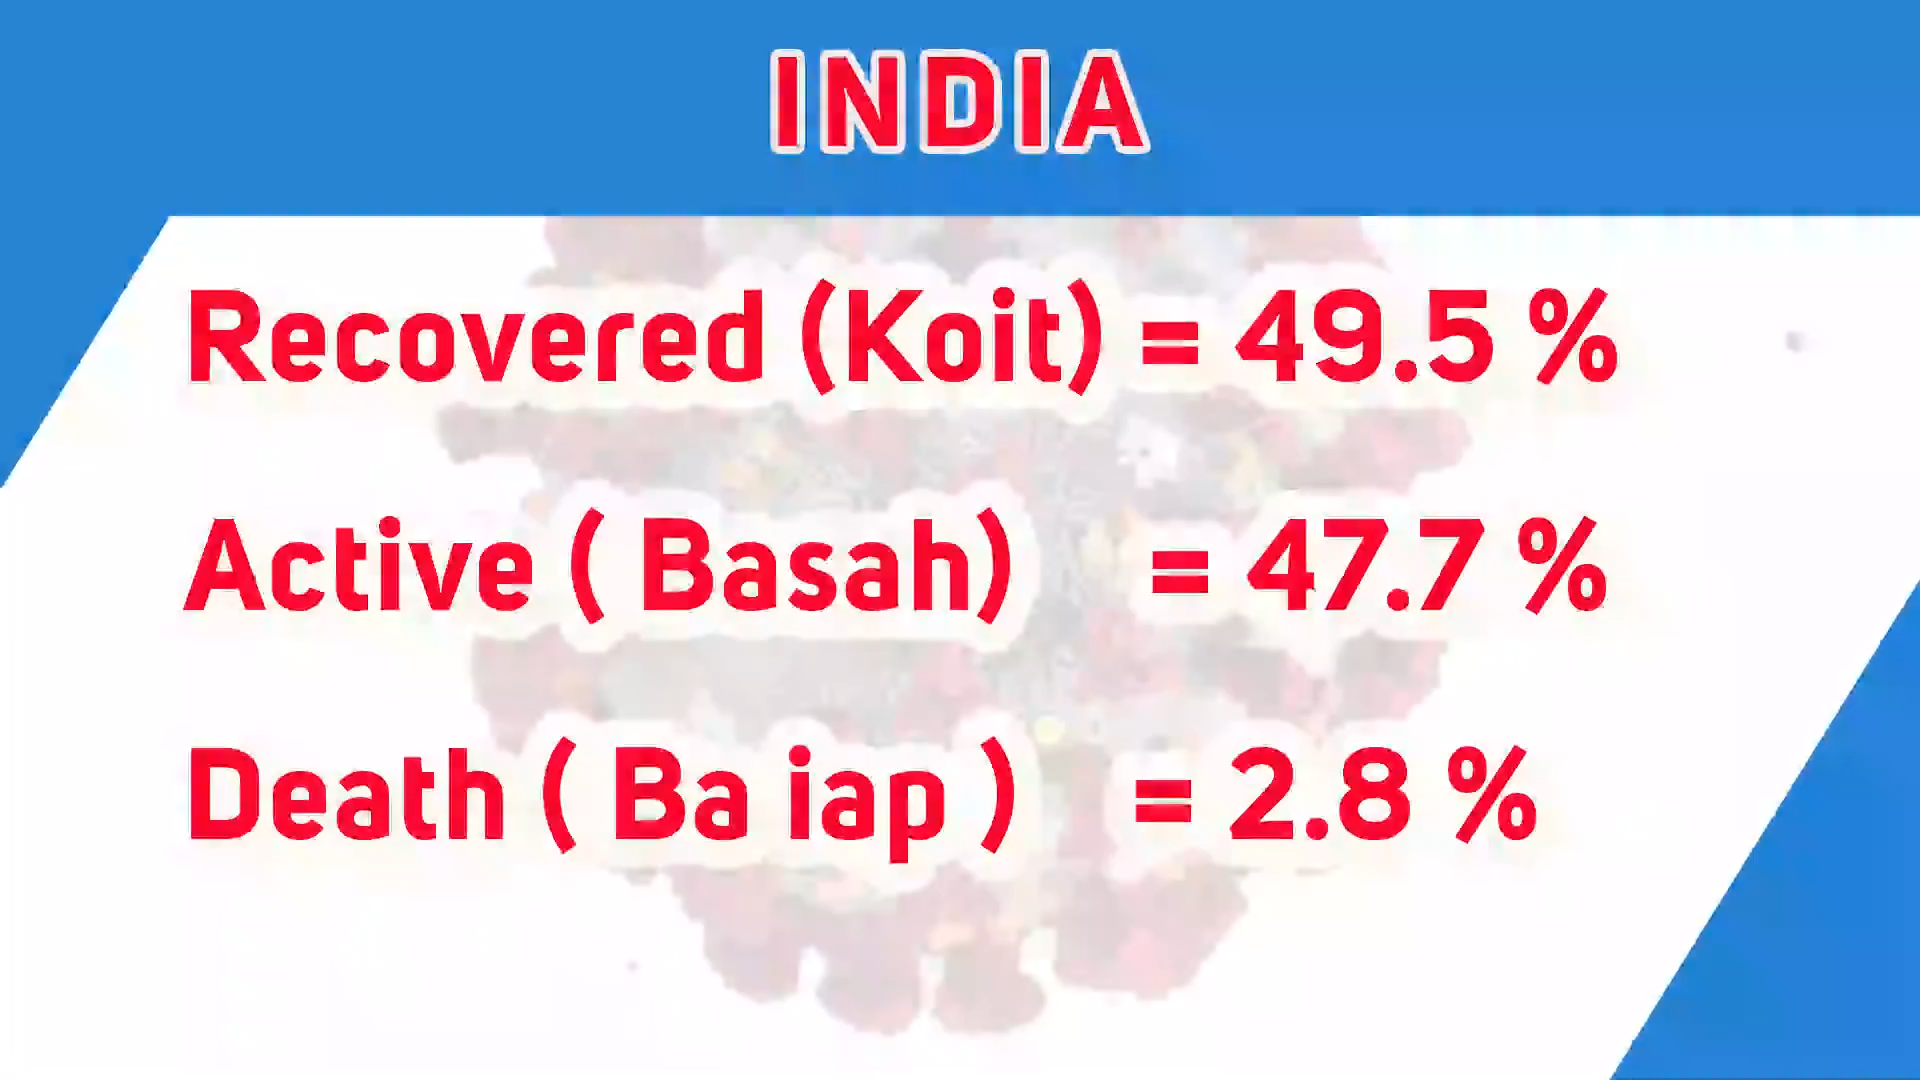 INDIA
Recovered (Koit) = 49.5 %
Active ( Basah) = 47.7 %
Death ( Ba iap ) = 2.8 %